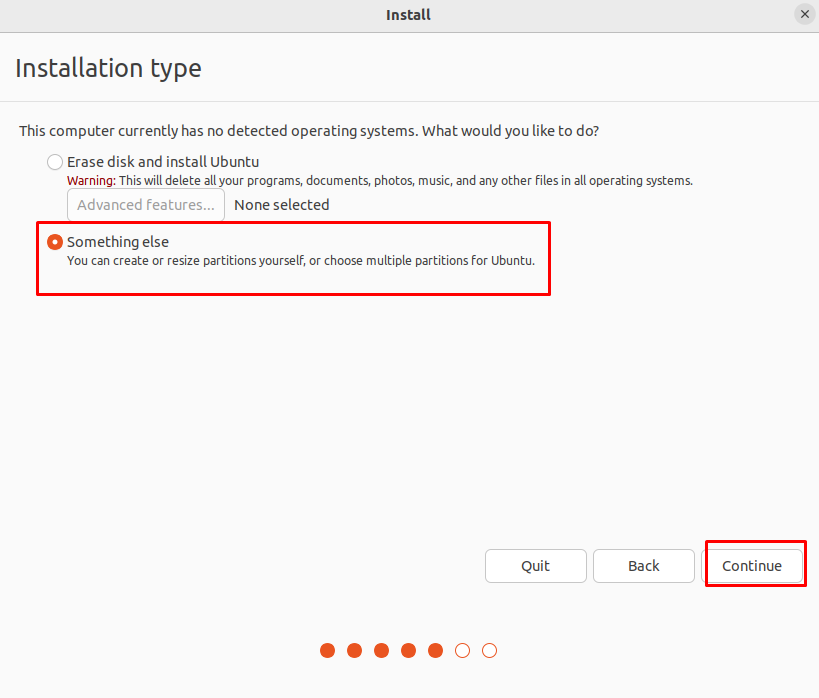 Install
Installation type
This computer currently has no detected operating systems. What would you like to do?
Erase disk and install Ubuntu
Warning: This will delete all your programs, documents, photos, music, and any other files in all operating systems.
Advanced features... None selected
Something else
You can create or resize partitions yourself, or choose multiple partitions for Ubuntu.
Quit Back Continue